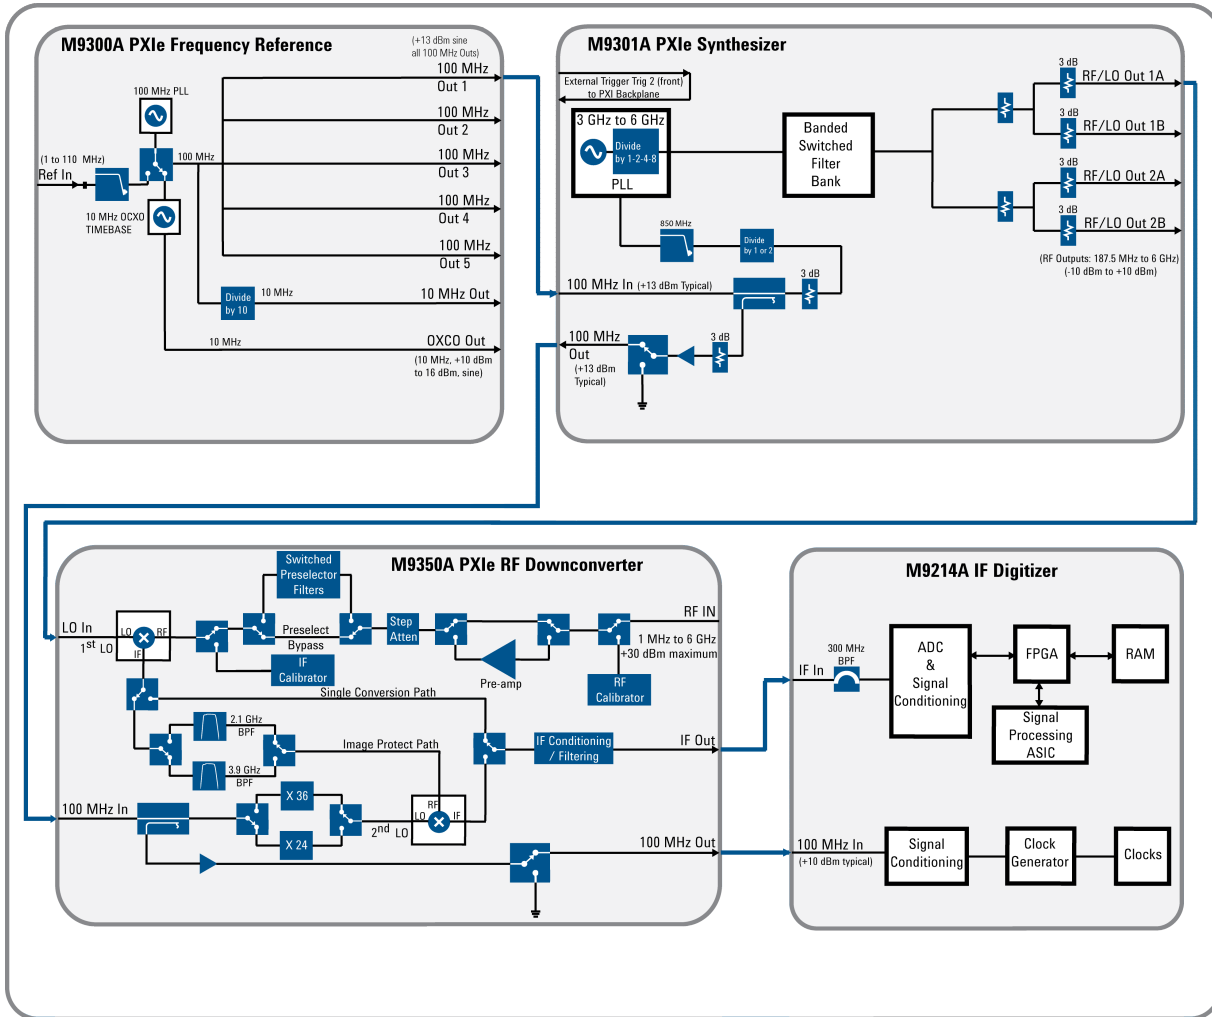 M9300A PXIe Frequency Reference
(+13 dBm sine
all 100 MHz Outs)
100 MHz
Out 1
100 MHz PLL
100 MHz
Out 2
(1 to 110 MHz)
Ref In
100 MHz
100 MHz
Out 3
10 MHz OCXO
TIMEBASE
100 MHz
Out 4
100 MHz
Out 5
Divide
by 10
10 MHz
10 MHz Out
10 MHz
OXCO Out
(10 MHz, +10 dBm
to 16 dBm, sine)
M9301A PXIe Synthesizer
External Trigger Trig 2 (front)
to PXI Backplane
3 GHz to 6 GHz
Divide
by 1-2-4-8
PLL
Banded
Switched
Filter
Bank
3 dB
RF/LO Out 1A
3 dB
RF/LO Out 1B
3 dB
RF/LO Out 2A
3 dB
RF/LO Out 2B
(RF Outputs: 187.5 MHz to 6 GHz)
(-10 dBm to +10 dBm)
850 MHz
Divide
by 1 or 2
100 MHz In (+13 dBm Typical)
3 dB
100 MHz
Out
(+13 dBm
Typical)
3 dB
M9350A PXIe RF Downconverter
Switched
Preselector
Filters
LO In
1st LO
LO
RF
IF
Preselect
Bypass
IF
Calibrator
Step
Atten
Pre-amp
RF IN
1 MHz to 6 GHz
+30 dBm maximum
RF
Calibrator
Single Conversion Path
2.1 GHz
BPF
3.9 GHz
BPF
Image Protect Path
IF Conditioning
/ Filtering
IF Out
100 MHz In
X 36
X 24
2nd LO
RF
LO
IF
100 MHz Out
M9214A IF Digitizer
IF In
300 MHz
BPF
ADC
&
Signal
Conditioning
FPGA
RAM
Signal
Processing
ASIC
100 MHz In
(+10 dBm typical)
Signal
Conditioning
Clock
Generator
Clocks